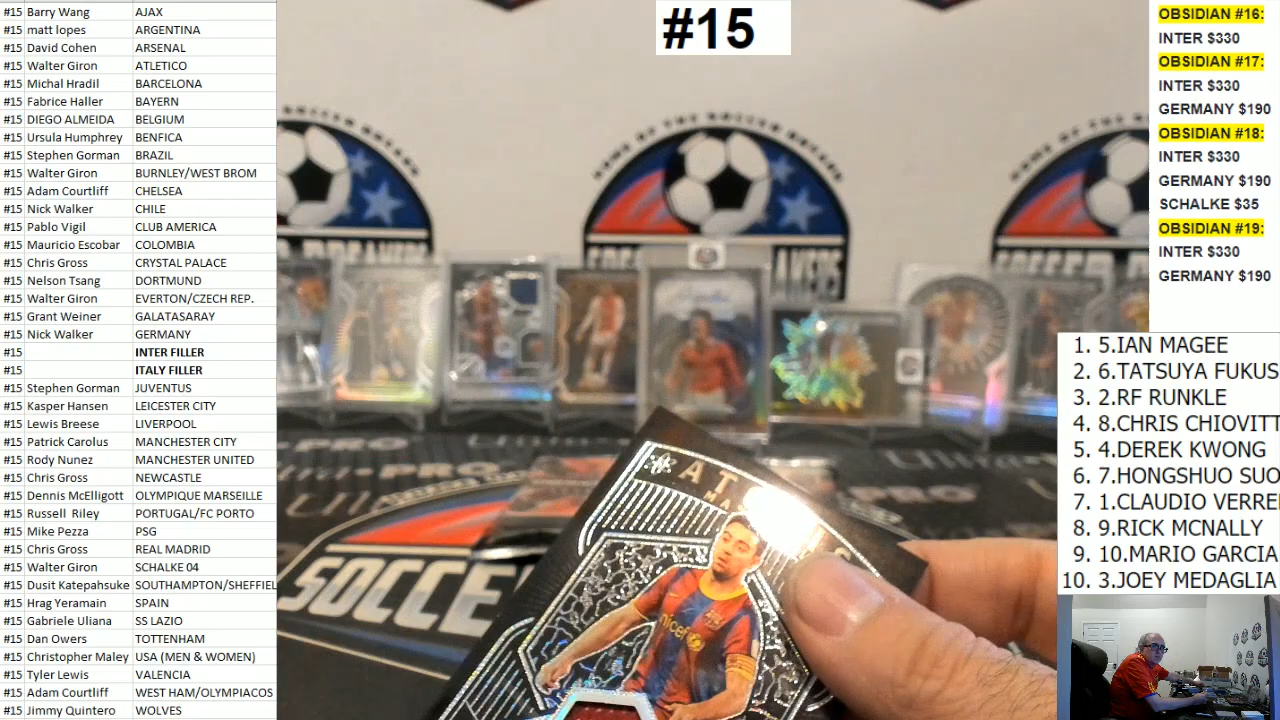 #15 Barry Wang AJAX
#15 matt lopes ARGENTINA
#15 David Cohen ARSENAL
#15 Walter Giron ATLETICO
#15 Michal Hradil BARCELONA
#15 Fabrice Haller BAYERN
#15 DIEGO ALMEIDA BELGIUM
#15 Ursula Humphrey BENFICA
#15 Stephen Gorman BRAZIL
#15 Walter Giron BURNLEY/WEST BROM
#15 Adam Courtliff CHELSEA
#15 Nick Walker CHILE
#15 Pablo Vigil CLUB AMERICA
#15 Mauricio Escobar COLOMBIA
#15 Chris Gross CRYSTAL PALACE
#15 Nelson Tsang DORTMUND
#15 Walter Giron EVERTON/CZECH REP.
#15 Grant Weiner GALATASARAY
#15 Nick Walker GERMANY
#15 INTER FILLER
#15 ITALY FILLER
#15 Stephen Gorman JUVENTUS
#15 Kasper Hansen LEICESTER CITY
#15 Lewis Breese LIVERPOOL
#15 Patrick Carolus MANCHESTER CITY
#15 Rody Nunez MANCHESTER UNITED
#15 Chris Gross NEWCASTLE
#15 Dennis McElligott OLYMPIQUE MARSEILLE
#15 Russell Riley PORTUGAL/FC PORTO
#15 Mike Pezza PSG
#15 Chris Gross REAL MADRID
#15 Walter Giron SCHALKE 04
#15 Dusit Katepahsuke SOUTHAMPTON/SHEFFIEL
#15 Hrag Yeramain SPAIN
#15 Gabriele Uliana SS LAZIO
#15 Dan Owers TOTTENHAM
#15 Christopher Maley USA (MEN & WOMEN)
#15 Tyler Lewis VALENCIA
#15 Adam Courtliff WEST HAM/OLYMPIACOS
#15 Jimmy Quintero WOLVES
#15
SOCCE
unicef
OBSIDIAN #16:
INTER $330
OBSIDIAN #17:
INTER $330
GERMANY $190
OBSIDIAN #18:
INTER $330
GERMANY $190
SCHALKE $35
OBSIDIAN #19:
INTER $330
GERMANY $190
1. 5.IAN MAGEE
2. 6.TATSUYA FUKUS
3. 2.RF RUNKLE
4. 8.CHRIS CHIOVITT
5. 4.DEREK KWONG
6. 7.HONGSHUO SUO
7. 1.CLAUDIO VERRE
8. 9.RICK MCNALLY
9. 10.MARIO GARCIA
10. 3.JOEY MEDAGLIA